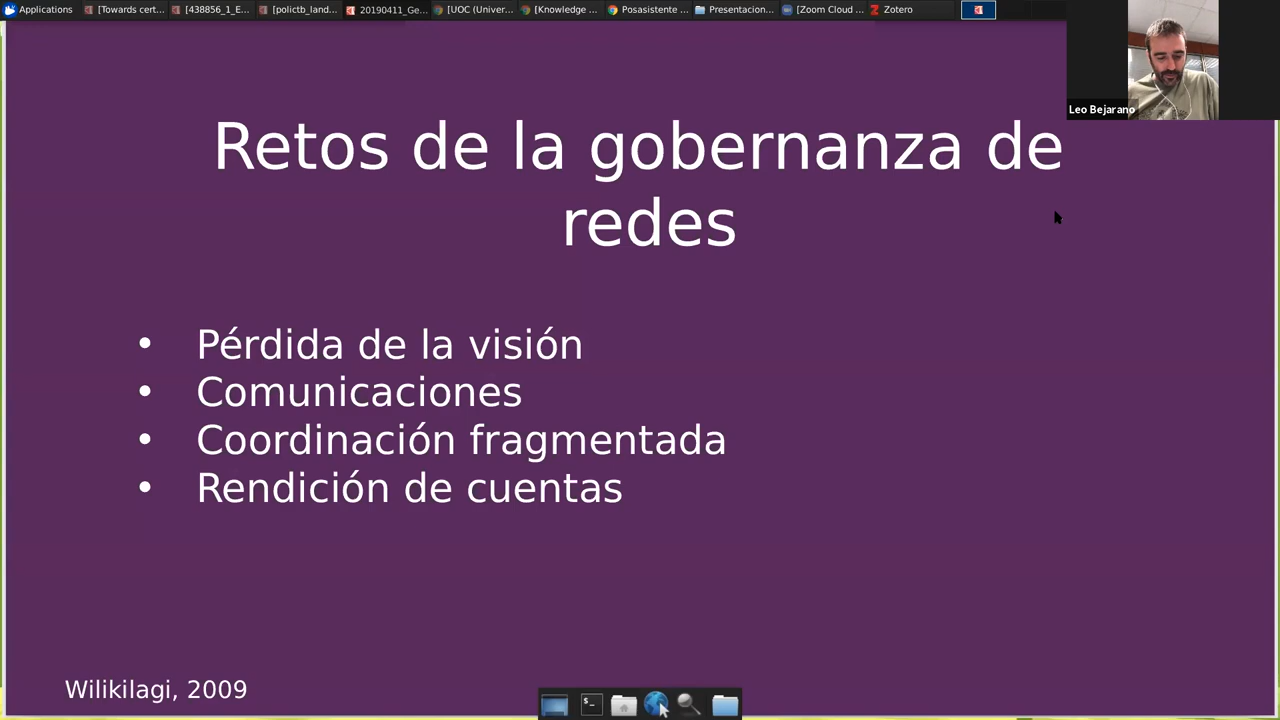 Applications [Towards cert... [438856_1_E... [polictb_land... 20190411_Ge... [UOC (Univer... [Knowledge ... Posasistente ... Presentacion... [Zoom Cloud ... Zotero
Leo Bejarano
Retos de la gobernanza de
redes
• Pérdida de la visión
• Comunicaciones
• Coordinación fragmentada
• Rendición de cuentas
Wilikilagi, 2009